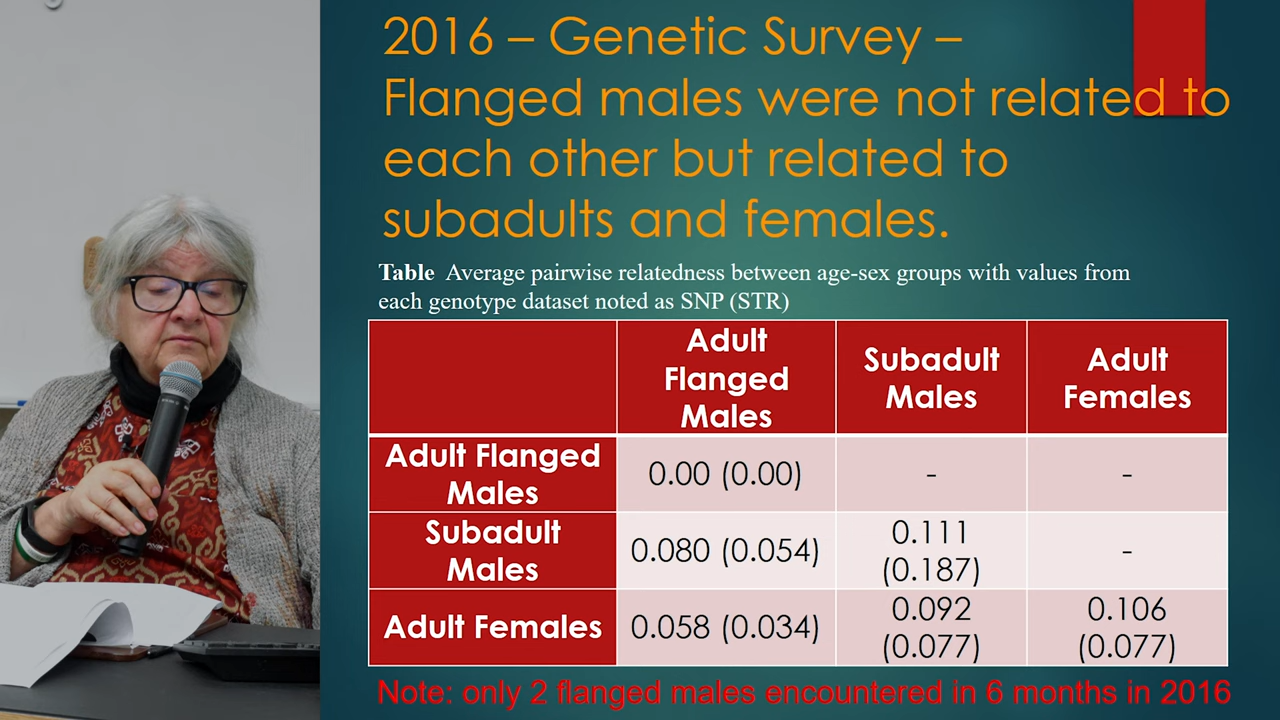 2016 – Genetic Survey –
Flanged males were not related to
each other but related to
subadults and females.
Table Average pairwise relatedness between age-sex groups with values from
each genotype dataset noted as SNP (STR)
Adult
Flanged
Males
Subadult
Males
Adult
Females
Adult Flanged
Males
0.00 (0.00)
-
-
Subadult
Males
0.080 (0.054)
0.111
(0.187)
-
Adult Females
0.058 (0.034)
0.092
(0.077)
0.106
(0.077)
Note: only 2 flanged males encountered in 6 months in 2016